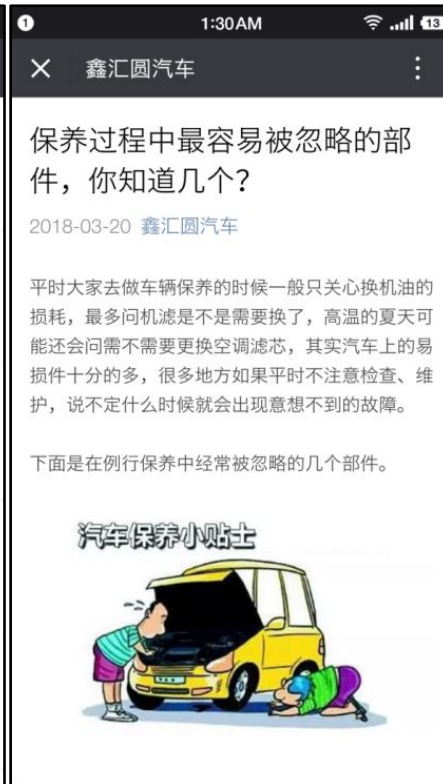 1
1:30AM
13
鑫汇圆汽车
保养过程中最容易被忽略的部
件，你知道几个？
2018-03-20 鑫汇圆汽车
平时大家去做车辆保养的时候一般只关心换机油的
损耗，最多问机滤是不是需要换了，高温的夏天可
能还会问需不需要更换空调滤芯，其实汽车上的易
损件十分的多，很多地方如果平时不注意检查、维
护，说不定什么时候就会出现意想不到的故障。
下面是在例行保养中经常被忽略的几个部件。
汽车保养小贴士